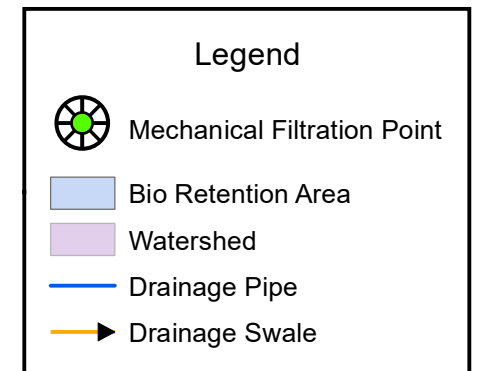 Legend
Mechanical Filtration Point
Bio Retention Area
Watershed
Drainage Pipe
Drainage Swale